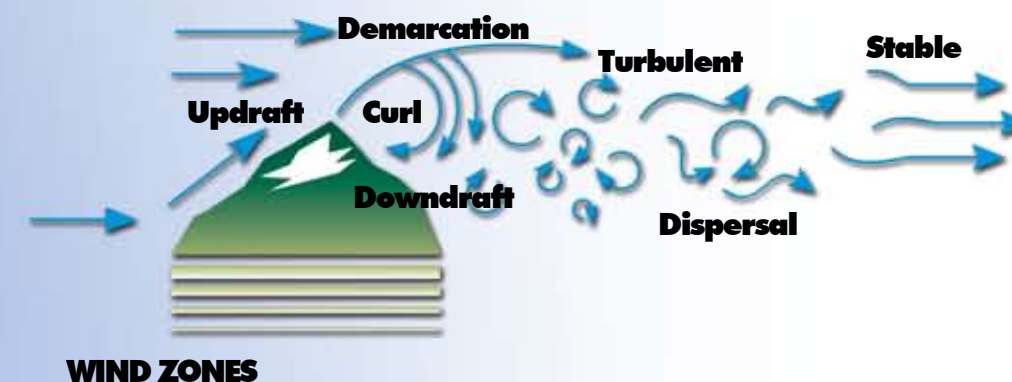 Demarcation
Stable
Turbulent
Updraft
Curl
Downdraft
Dispersal
WIND ZONES